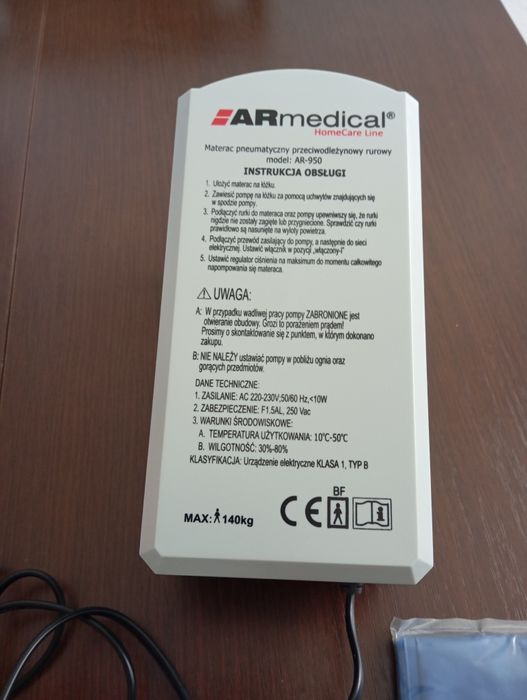 ARmedical®
HomeCare Line
Materac pneumatyczny przeciwodleżynowy rurowy
model: AR-950
INSTRUKCJA OBSŁUGI
1. Ułożyć materac na łóżku.
2. Zawiesić pompę na łóżku za pomocą uchwytów znajdujących się
w spodzie pompy.
3. Podłączyć rurki do materaca oraz pompy upewniwszy się, że rurki
nigdzie nie zostały zagięte lub przygniecione. Sprawdzić czy rurki
prawidłowo są nasunięte na wyloty powietrza.
4. Podłączyć przewód zasilający do pompy, a następnie do sieci
elektrycznej. Ustawić włącznik w pozycji „włączony-I"
5. Ustawić regulator ciśnienia na maksimum do momentu całkowitego
napompowania się materaca.
UWAGA:
A: W przypadku wadliwej pracy pompy ZABRONIONE jest
otwieranie obudowy. Grozi to porażeniem prądem!
Prosimy o skontaktowanie się z punktem, w którym dokonano
zakupu.
B: NIE NALEŻY ustawiać pompy w pobliżu ognia oraz
gorących przedmiotów.
DANE TECHNICZNE:
1. ZASILANIE: AC 220-230V,50/60 Hz,<10W
2. ZABEZPIECZENIE: F1.5AL, 250 Vac
3. WARUNKI ŚRODOWISKOWE:
A. TEMPERATURA UŻYTKOWANIA: 10°C-50°C
B. WILGOTNOŚĆ: 30%-80%
KLASYFIKACJA: Urządzenie elektryczne KLASA 1, TYP B
MAX: 140kg
CE
BF